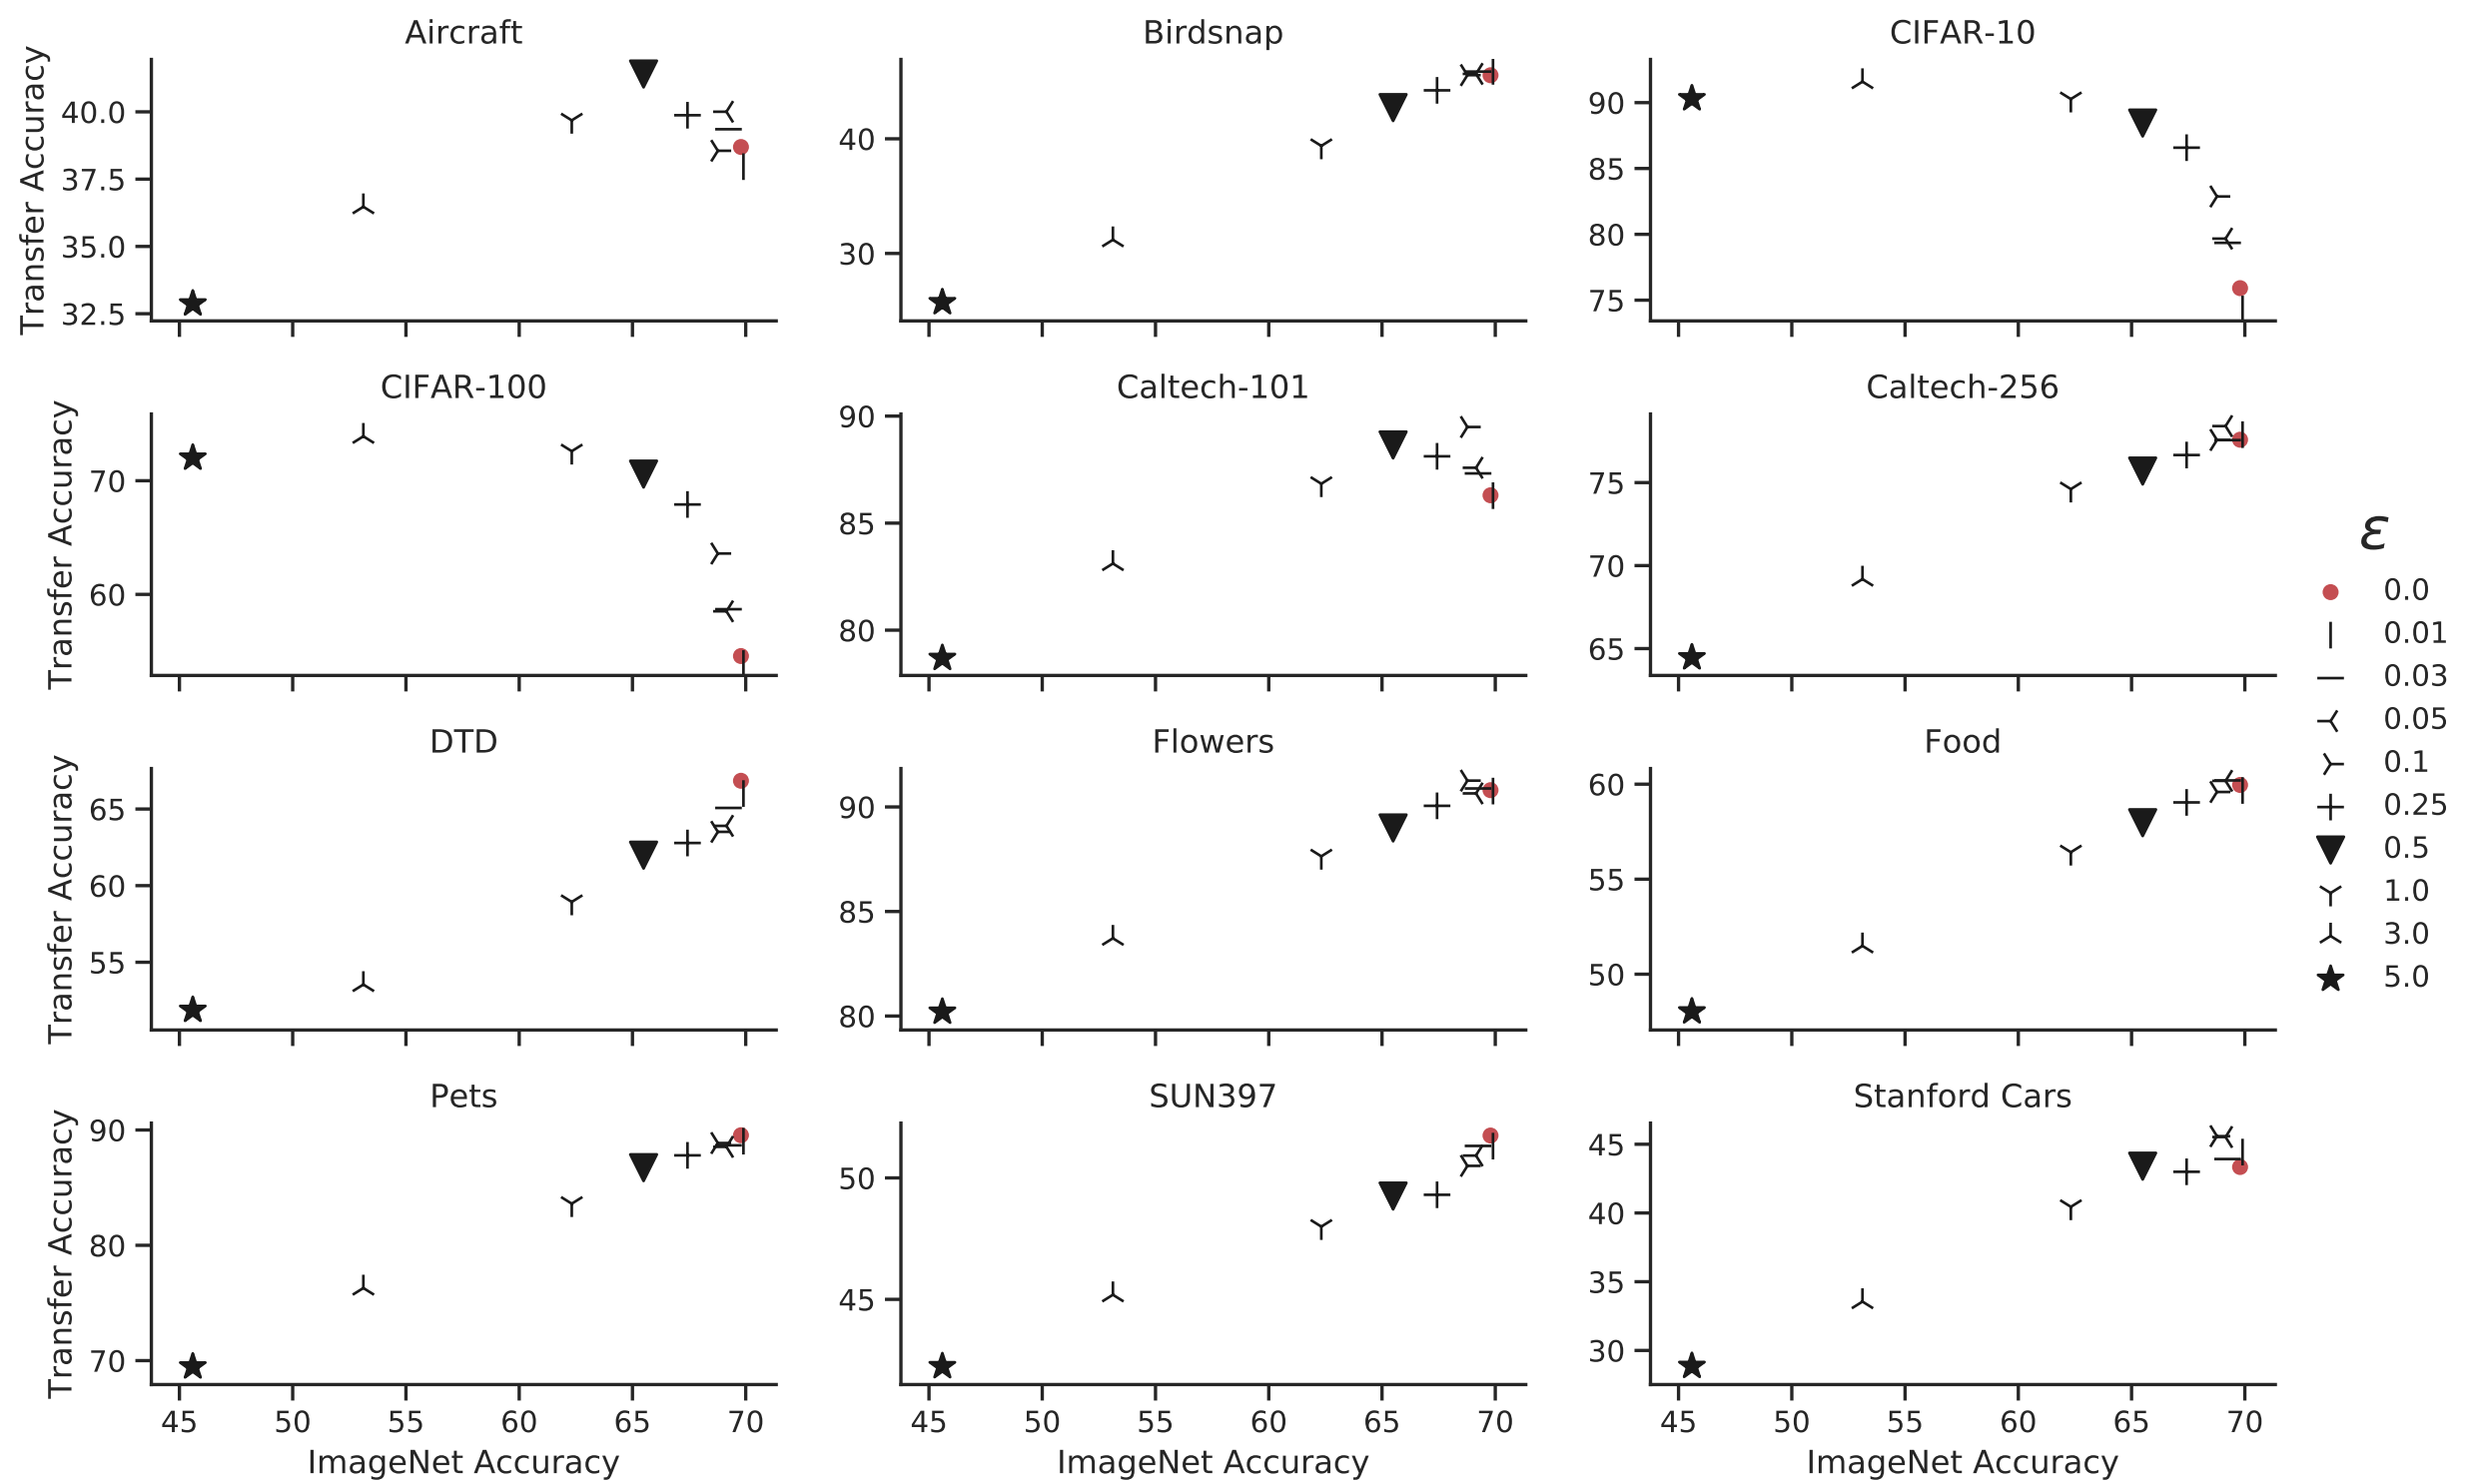 Aircraft
Birdsnap
CIFAR-10
Transfer Accuracy
40.0
37.5
35.0
32.5
40
30
90
85
80
75
CIFAR-100
Caltech-101
Caltech-256
Transfer Accuracy
70
60
90
85
80
75
70
65
DTD
Flowers
Food
Transfer Accuracy
65
60
55
90
85
80
60
55
50
Pets
SUN397
Stanford Cars
Transfer Accuracy
90
80
70
50
45
45
40
35
30
45 50 55 60 65 70
45 50 55 60 65 70
45 50 55 60 65 70
ImageNet Accuracy
ImageNet Accuracy
ImageNet Accuracy
ε
0.0
0.01
0.03
0.05
0.1
0.25
0.5
1.0
3.0
5.0